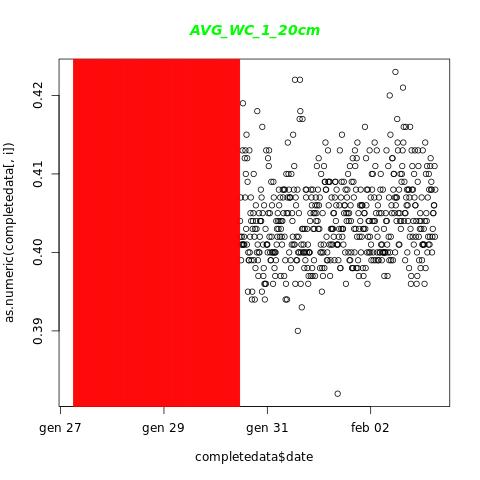 AVG_WC_1_20cm
as.numeric(completedata[, i])
0.42
0.41
0.40
0.39
gen 27
gen 29
gen 31
feb 02
completedata$date